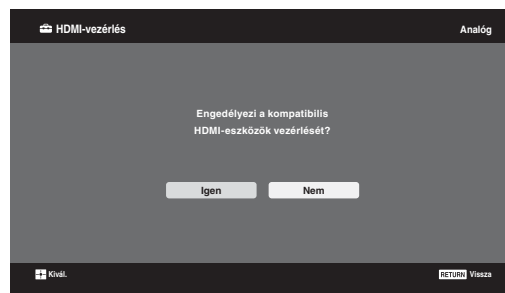 HDMI-vezérlés
Analóg
Engedélyezi a kompatibilis
HDMI-eszközök vezérlését?
Igen
Nem
Kivál.
RETURN Vissza